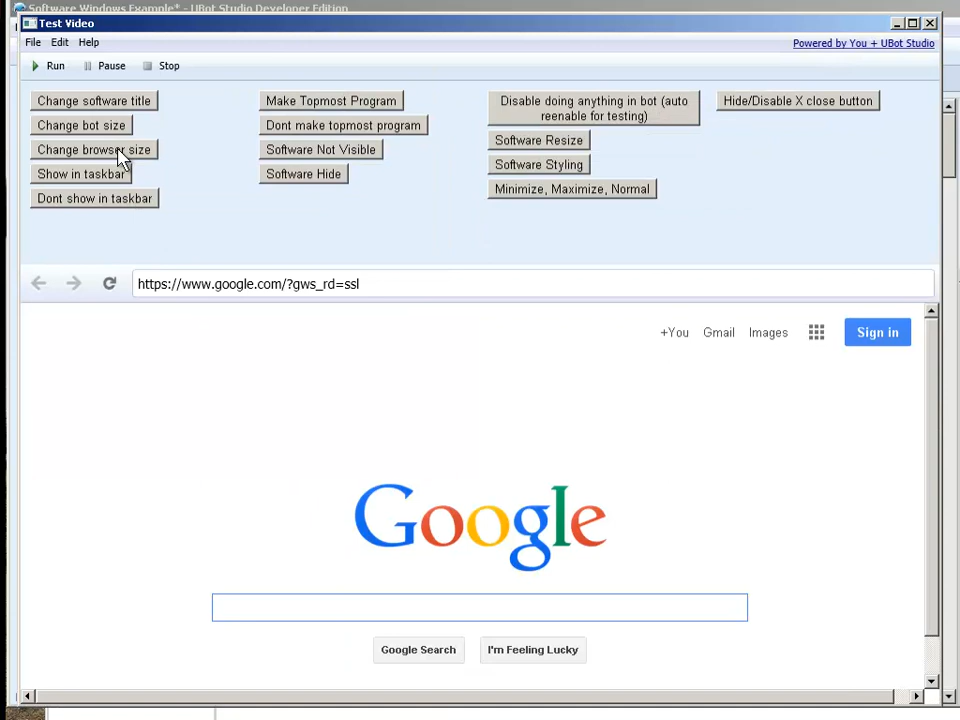 Software Windows Example* - UBot Studio Developer Edition
Test Video
File Edit Help
Powered by You + UBot Studio
Run Pause Stop
Change software title
Change bot size
Change browser size
Show in taskbar
Dont show in taskbar
Make Topmost Program
Dont make topmost program
Software Not Visible
Software Hide
Disable doing anything in bot (auto
reenable for testing)
Software Resize
Software Styling
Minimize, Maximize, Normal
Hide/Disable X close button
https://www.google.com/?gws_rd=ssl
+You Gmail Images Sign in
Google
Google Search I'm Feeling Lucky